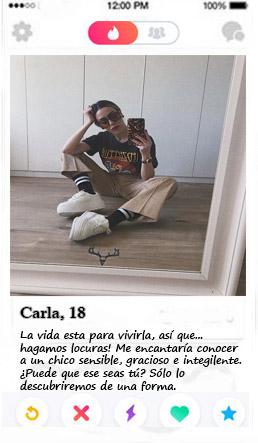 12:00 PM 100%
Carla, 18
La vida esta para vivirla, así que...
hagamos locuras! Me encantaría conocer
a un chico sensible, gracioso e integilente.
¿Puede que ese seas tú? Sólo lo
descubriremos de una forma.